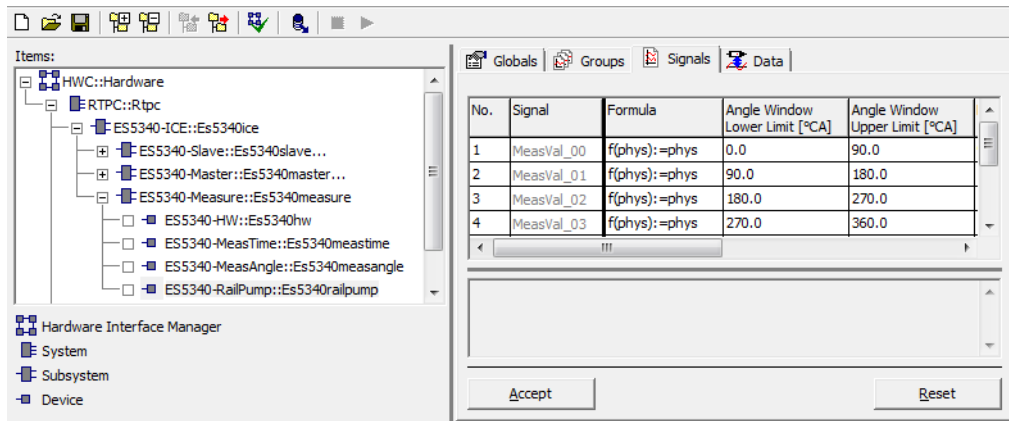 Items:
HWC::Hardware
RTPC::Rtpc
ES5340-ICE::Es5340ice
ES5340-Slave::Es5340slave...
ES5340-Master::Es5340master...
ES5340-Measure::Es5340measure
ES5340-HW::Es5340hw
ES5340-MeasTime::Es5340meastime
ES5340-MeasAngle::Es5340measangle
ES5340-RailPump::Es5340railpump
Hardware Interface Manager
System
Subsystem
Device
Globals Groups Signals Data
No. Signal Formula Angle Window Lower Limit [°CA] Angle Window Upper Limit [°CA]
1 MeasVal_00 f(phys):=phys 0.0 90.0
2 MeasVal_01 f(phys):=phys 90.0 180.0
3 MeasVal_02 f(phys):=phys 180.0 270.0
4 MeasVal_03 f(phys):=phys 270.0 360.0
Accept Reset